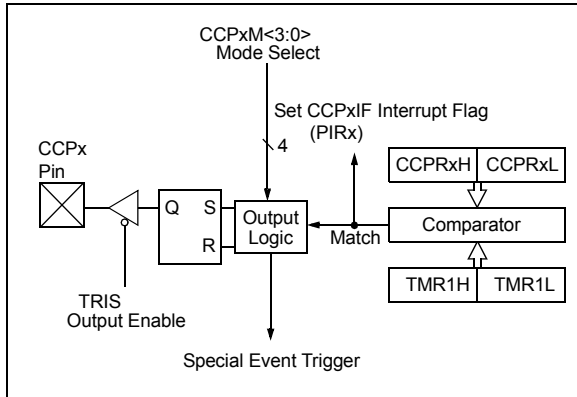 CCPxM<3:0>
Mode Select
Set CCPxIF Interrupt Flag
(PIRx)
4
CCPx
Pin
CCPRxH CCPRxL
Q S
R
Output
Logic
Match
Comparator
TMR1H TMR1L
TRIS
Output Enable
Special Event Trigger